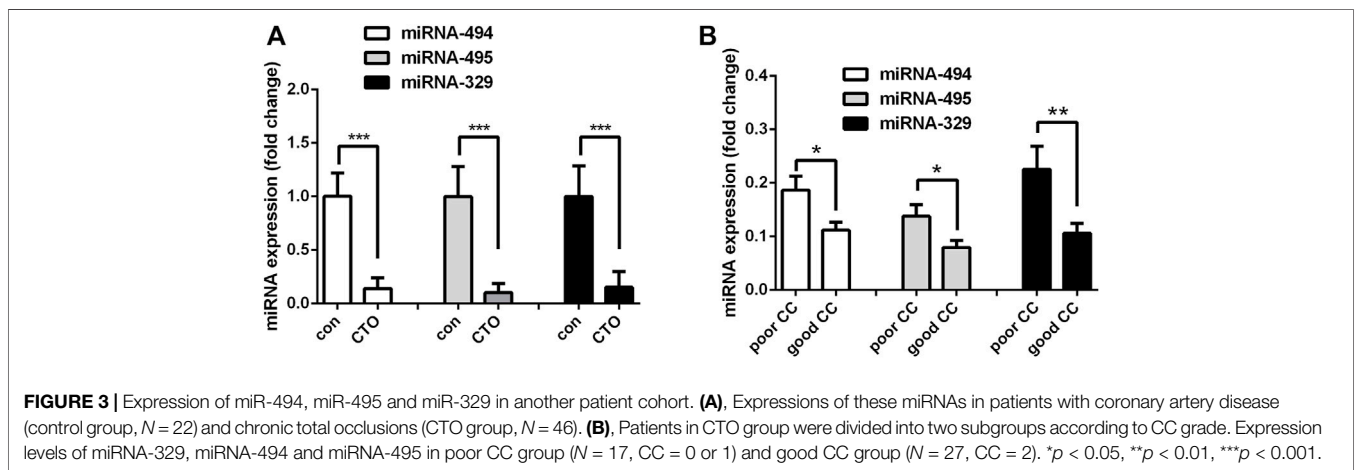 A
miRNA-494
miRNA-495
miRNA-329
miRNA expression (fold change)
2.0
1.5
1.0
0.5
0.0
***
***
***
con
CTO
con
CTO
con
CTO
B
miRNA-494
miRNA-495
miRNA-329
miRNA expression (fold change)
0.4
0.3
0.2
0.1
0.0
*
*
**
poor CC
good CC
poor CC
good CC
poor CC
good CC
FIGURE 3 | Expression of miR-494, miR-495 and miR-329 in another patient cohort. (A), Expressions of these miRNAs in patients with coronary artery disease
(control group, N = 22) and chronic total occlusions (CTO group, N = 46). (B), Patients in CTO group were divided into two subgroups according to CC grade. Expression
levels of miRNA-329, miRNA-494 and miRNA-495 in poor CC group (N = 17, CC = 0 or 1) and good CC group (N = 27, CC = 2). *p < 0.05, **p < 0.01, ***p < 0.001.